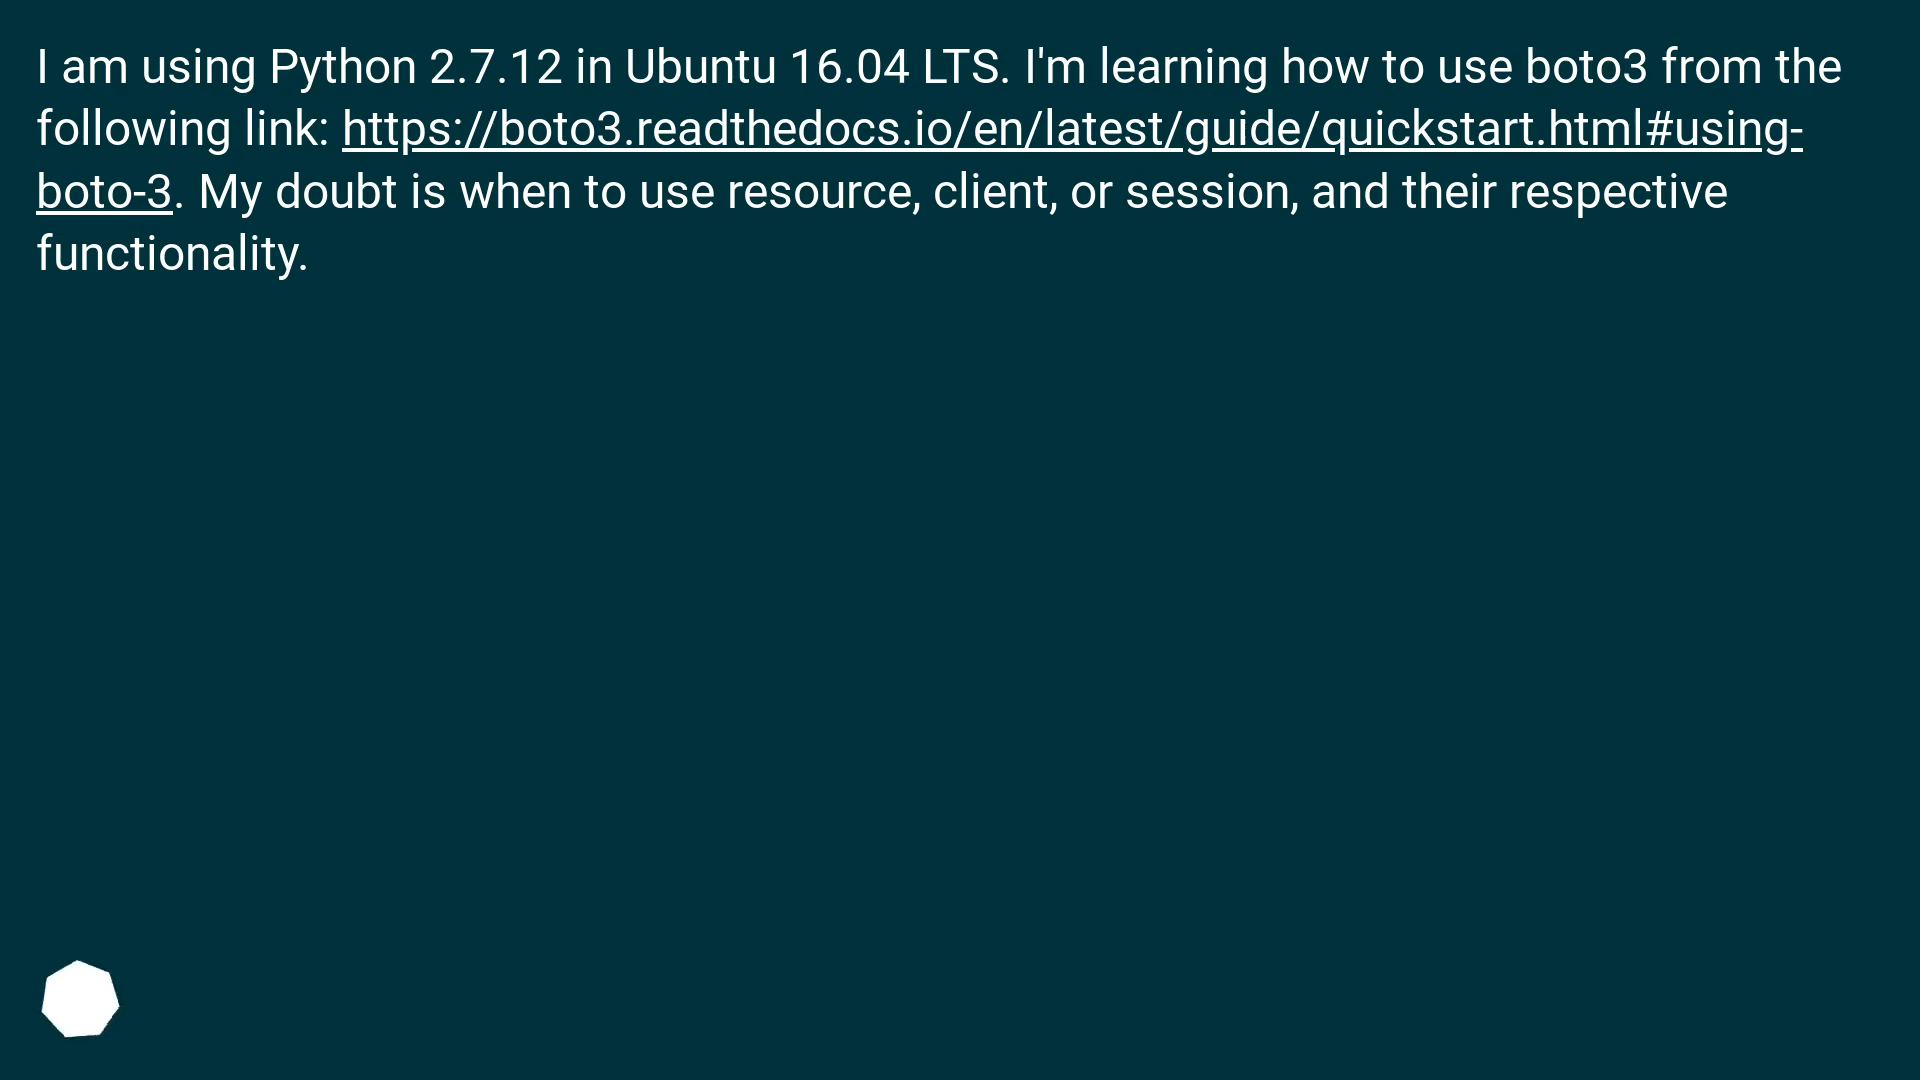 I am using Python 2.7.12 in Ubuntu 16.04 LTS. I'm learning how to use boto3 from the
following link: https://boto3.readthedocs.io/en/latest/guide/quickstart.html#using-
boto-3. My doubt is when to use resource, client, or session, and their respective
functionality.